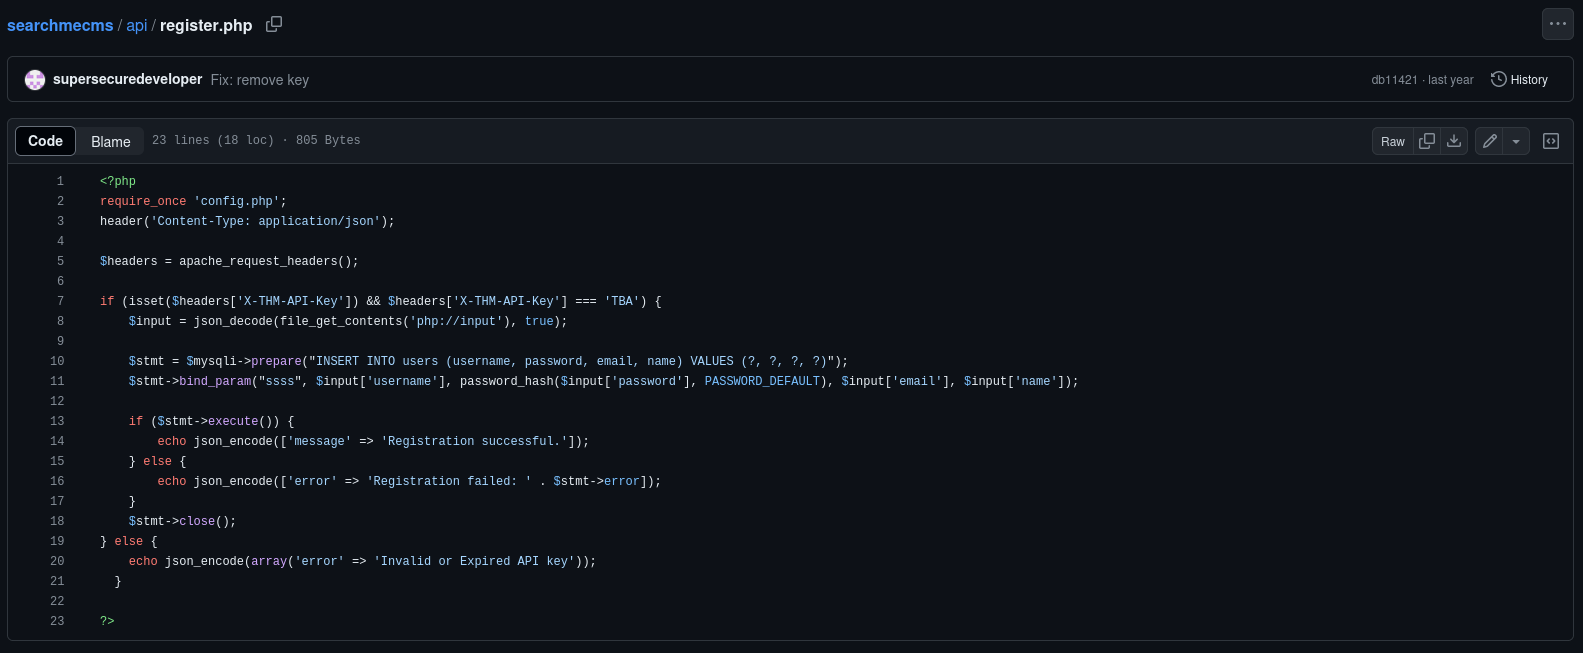 searchmecms / api / register.php
supersecuredeveloper Fix: remove key db11421 · last year History
Code Blame 23 lines (18 loc) · 805 Bytes Raw
1 <?php
2 require_once 'config.php';
3 header('Content-Type: application/json');
4
5 $headers = apache_request_headers();
6
7 if (isset($headers['X-THM-API-Key']) && $headers['X-THM-API-Key'] === 'TBA') {
8     $input = json_decode(file_get_contents('php://input'), true);
9
10     $stmt = $mysqli->prepare("INSERT INTO users (username, password, email, name) VALUES (?, ?, ?, ?)");
11     $stmt->bind_param("ssss", $input['username'], password_hash($input['password'], PASSWORD_DEFAULT), $input['email'], $input['name']);
12
13     if ($stmt->execute()) {
14         echo json_encode(['message' => 'Registration successful.']);
15     } else {
16         echo json_encode(['error' => 'Registration failed: ' . $stmt->error]);
17     }
18     $stmt->close();
19 } else {
20     echo json_encode(array('error' => 'Invalid or Expired API key'));
21   }
22
23 ?>